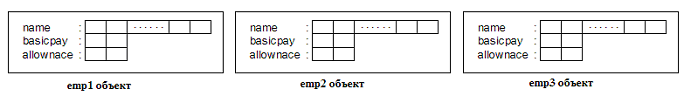 name :
basicpay :
allownace :
emp1 объект
name :
basicpay :
allownace :
emp2 объект
name :
basicpay :
allownace :
emp3 объект